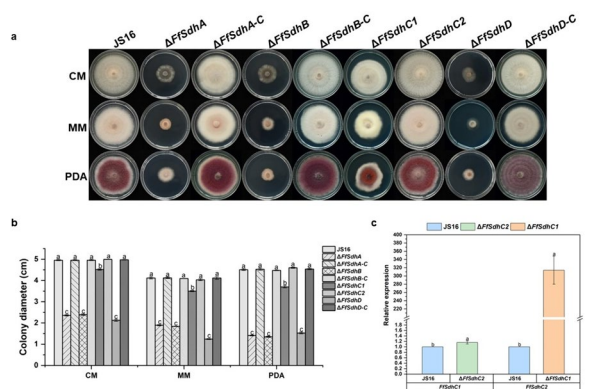 a
JS16 ΔFfSdhA ΔFfSdhA-C ΔFfSdhB ΔFfSdhB-C ΔFfSdhC1 ΔFfSdhC2 ΔFfSdhD ΔFfSdhD-C
CM
MM
PDA
b
Colony diameter (cm)
5
4
3
2
1
0
a a a a b a a
c c c
a a a a b a a
c c c
a a a a b a a
c c c
CM MM PDA
JS16
ΔFfSdhA
ΔFfSdhA-C
ΔFfSdhB
ΔFfSdhB-C
ΔFfSdhC1
ΔFfSdhC2
ΔFfSdhD
ΔFfSdhD-C
c
JS16 ΔFfSdhC2 ΔFfSdhC1
Relative expression
400
380
360
340
320
300
280
260
240
220
1.8
1.6
1.4
1.2
1.0
0.8
0.6
0.4
0.2
0.0
b a b a
JS16 ΔFfSdhC2 JS16 ΔFfSdhC1
FfSdhC1 FfSdhC2